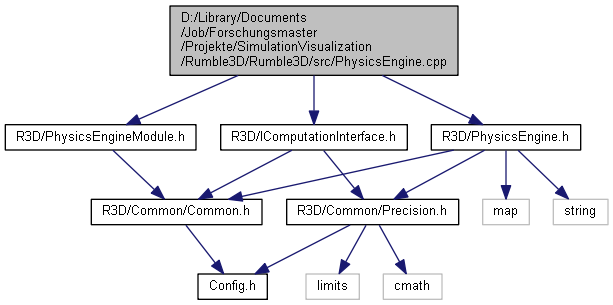 D:/Library/Documents
/Job/Forschungsmaster
/Projekte/SimulationVisualization
/Rumble3D/Rumble3D/src/PhysicsEngine.cpp
R3D/PhysicsEngineModule.h
R3D/IComputationInterface.h
R3D/PhysicsEngine.h
R3D/Common/Common.h
R3D/Common/Precision.h
map
string
Config.h
limits
cmath